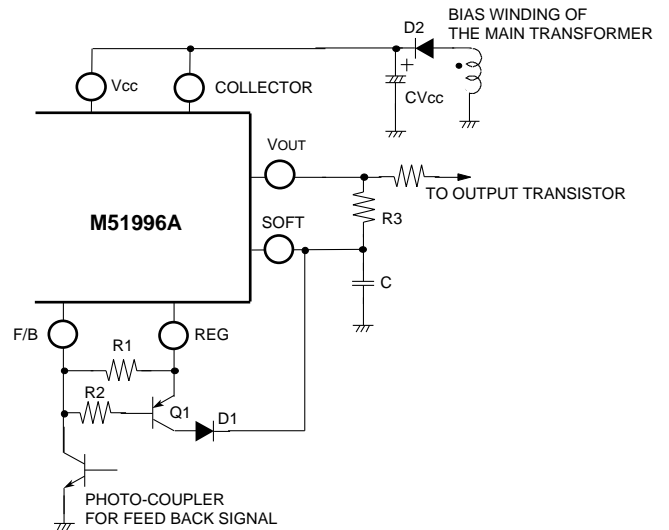 D2
BIAS WINDING OF
THE MAIN TRANSFORMER
Vcc
COLLECTOR
+
CVcc
VOUT
TO OUTPUT TRANSISTOR
M51996A
R3
SOFT
C
F/B
REG
R1
R2
Q1
D1
PHOTO-COUPLER
FOR FEED BACK SIGNAL